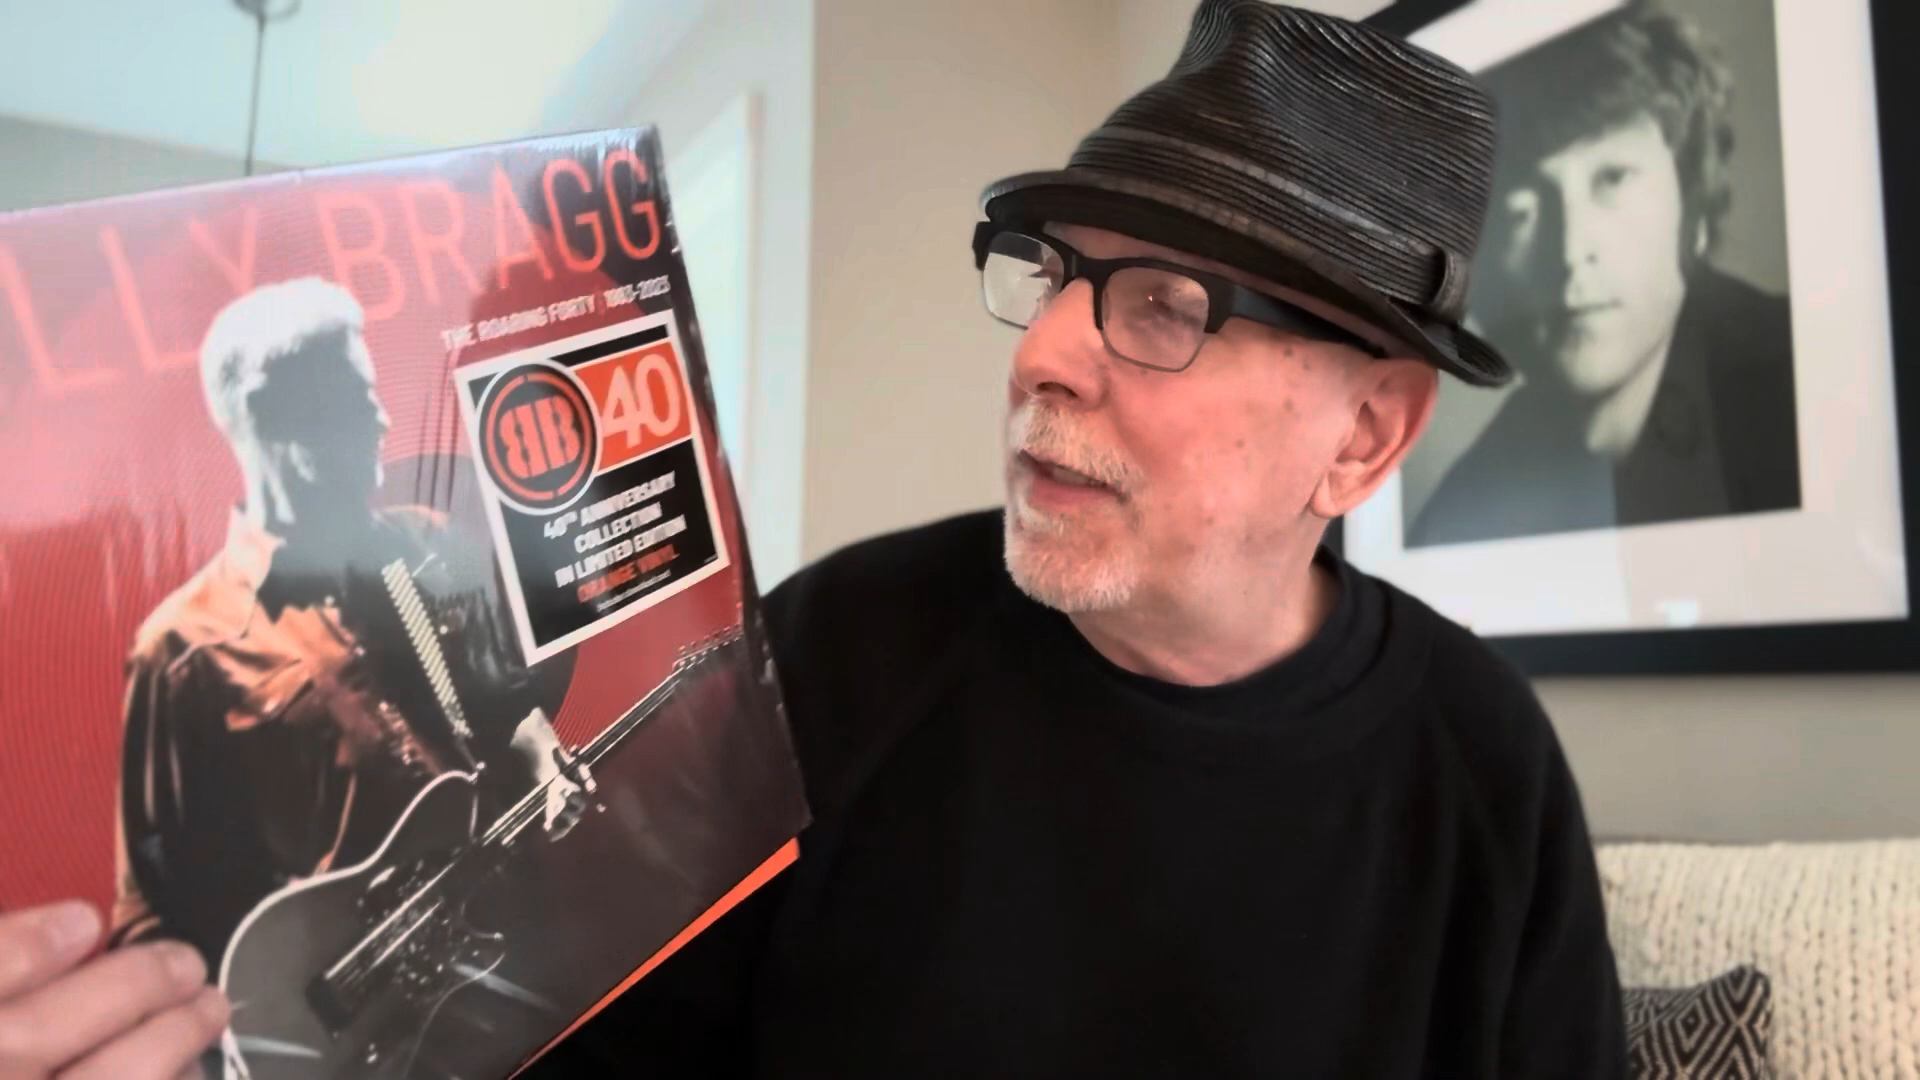 LLY BRAGG
THE ROARING FORTY | 1983-2023
BB 40
40TH ANNIVERSARY
COLLECTION
IN LIMITED EDITION
ORANGE VINYL